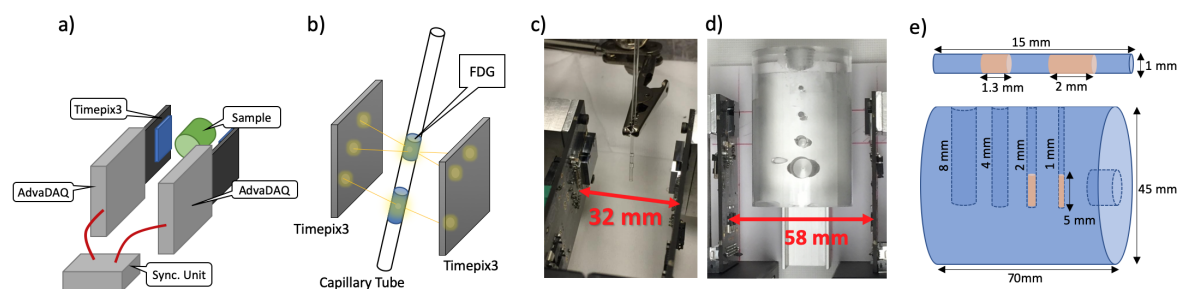 a)
Timepix3
Sample
AdvaDAQ
AdvaDAQ
Sync. Unit
b)
FDG
Timepix3
Timepix3
Capillary Tube
c)
32 mm
d)
58 mm
e)
15 mm
1 mm
1.3 mm
2 mm
8 mm
4 mm
2 mm
1 mm
5 mm
45 mm
70mm